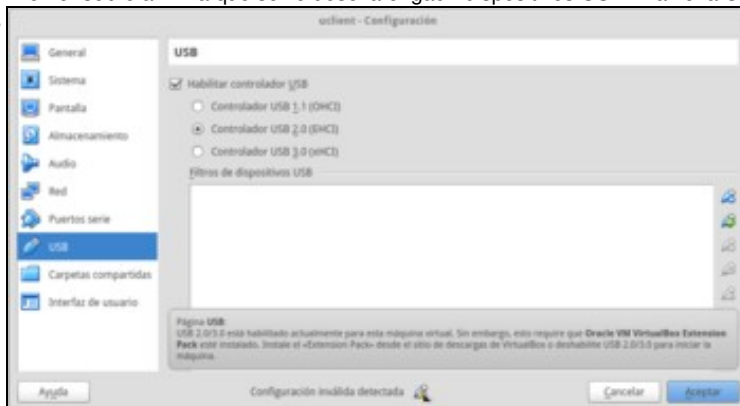 uclient - Configuración
General
Sistema
Pantalla
Almacenamiento
Audio
Red
Puertos serie
USB
Carpetas compartidas
Interfaz de usuario
USB
Habilitar controlador USB
Controlador USB 1.1 (OHCI)
Controlador USB 2.0 (EHCI)
Controlador USB 3.0 (xHCI)
Filtros de dispositivos USB
Página USB:
USB 2.0/3.0 está habilitado actualmente para esta máquina virtual. Sin embargo, esto require que Oracle VM VirtualBox Extension
Pack esté instalado. Instale el «Extension Pack» desde el sitio de descargas de VirtualBox o deshabilite USB 2.0/3.0 para iniciar la
máquina.
Ayuda
Configuración inválida detectada
Cancelar
Aceptar